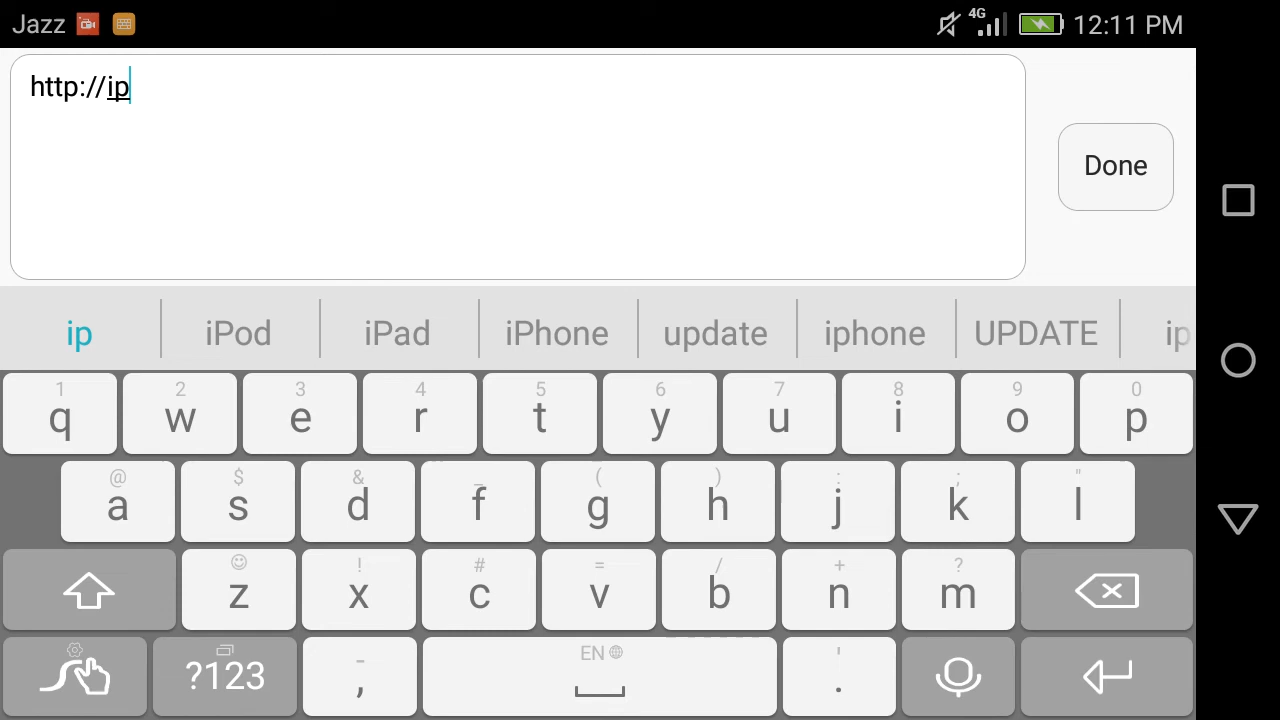 Jazz 4G 12:11 PM
http://ip
Done
ip iPod iPad iPhone update iphone UPDATE ip
1 2 3 4 5 6 7 8 9 0
q w e r t y u i o p
@ $ & _ ( ) : ; "
a s d f g h j k l
! # = / + ?
z x c v b n m
EN
?123 - , ' .